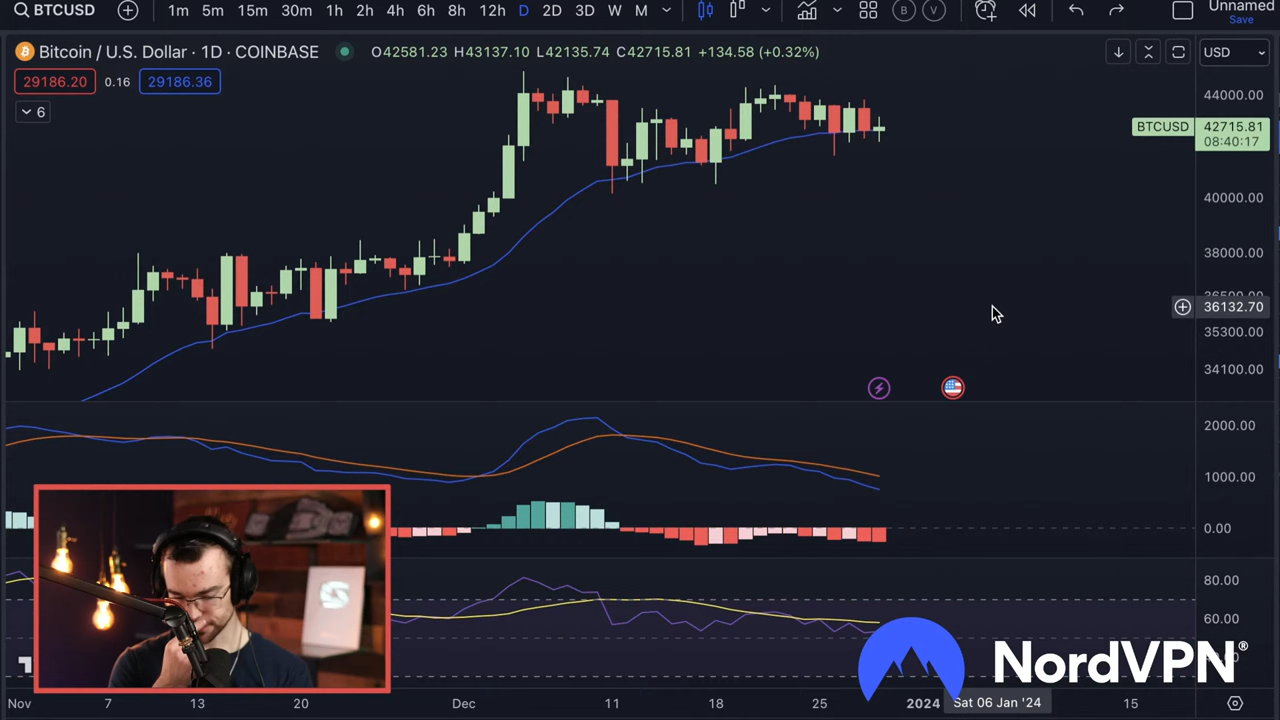 BTCUSD 1m 5m 15m 30m 1h 2h 4h 6h 8h 12h D 2D 3D W M B V Unnamed
Save
Bitcoin / U.S. Dollar · 1D · COINBASE O42581.23 H43137.10 L42135.74 C42715.81 +134.58 (+0.32%) USD
29186.20 0.16 29186.36
6
44000.00
BTCUSD 42715.81
08:40:17
40000.00
38000.00
36500.00
36132.70
35300.00
34100.00
2000.00
1000.00
0.00
80.00
60.00
NordVPN®
Nov 7 13 20 Dec 11 18 25 2024 Sat 06 Jan '24 15